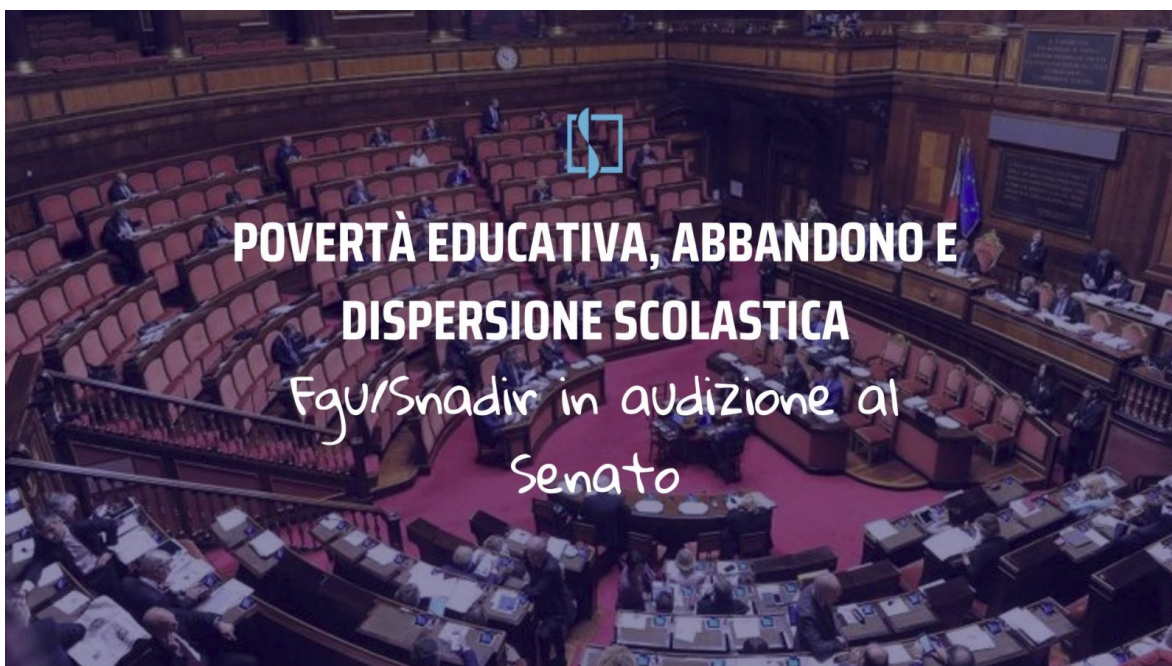 POVERTÀ EDUCATIVA, ABBANDONO E
DISPERSIONE SCOLASTICA
Fgu/Snadir in audizione al
Senato